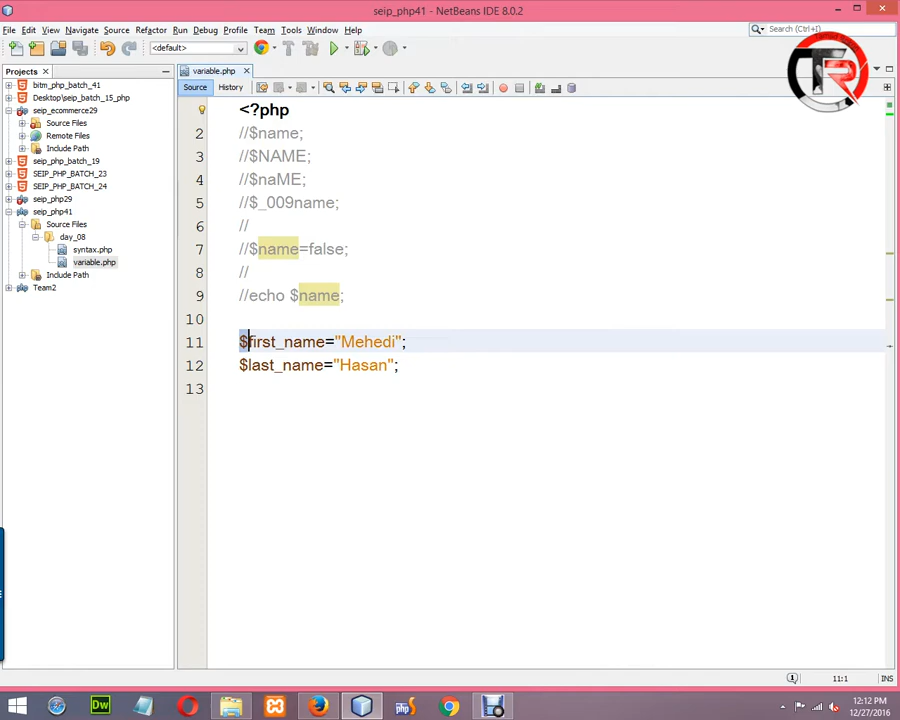 seip_php41 - NetBeans IDE 8.0.2
File Edit View Navigate Source Refactor Run Debug Profile Team Tools Window Help
Search (Ctrl+I)
<default>
Projects
variable.php
Source History
bitm_php_batch_41
Desktop\seip_batch_15_php
seip_ecommerce29
Source Files
Remote Files
Include Path
seip_php_batch_19
SEIP_PHP_BATCH_23
SEIP_PHP_BATCH_24
seip_php29
seip_php41
Source Files
day_08
syntax.php
variable.php
Include Path
Team2
<?php
2 //$name;
3 //$NAME;
4 //$naME;
5 //$_009name;
6 //
7 //$name=false;
8 //
9 //echo $name;
10
11 $first_name="Mehedi";
12 $last_name="Hasan";
13
TR
1
11:1
INS
Dw
php
12:12 PM
12/27/2016